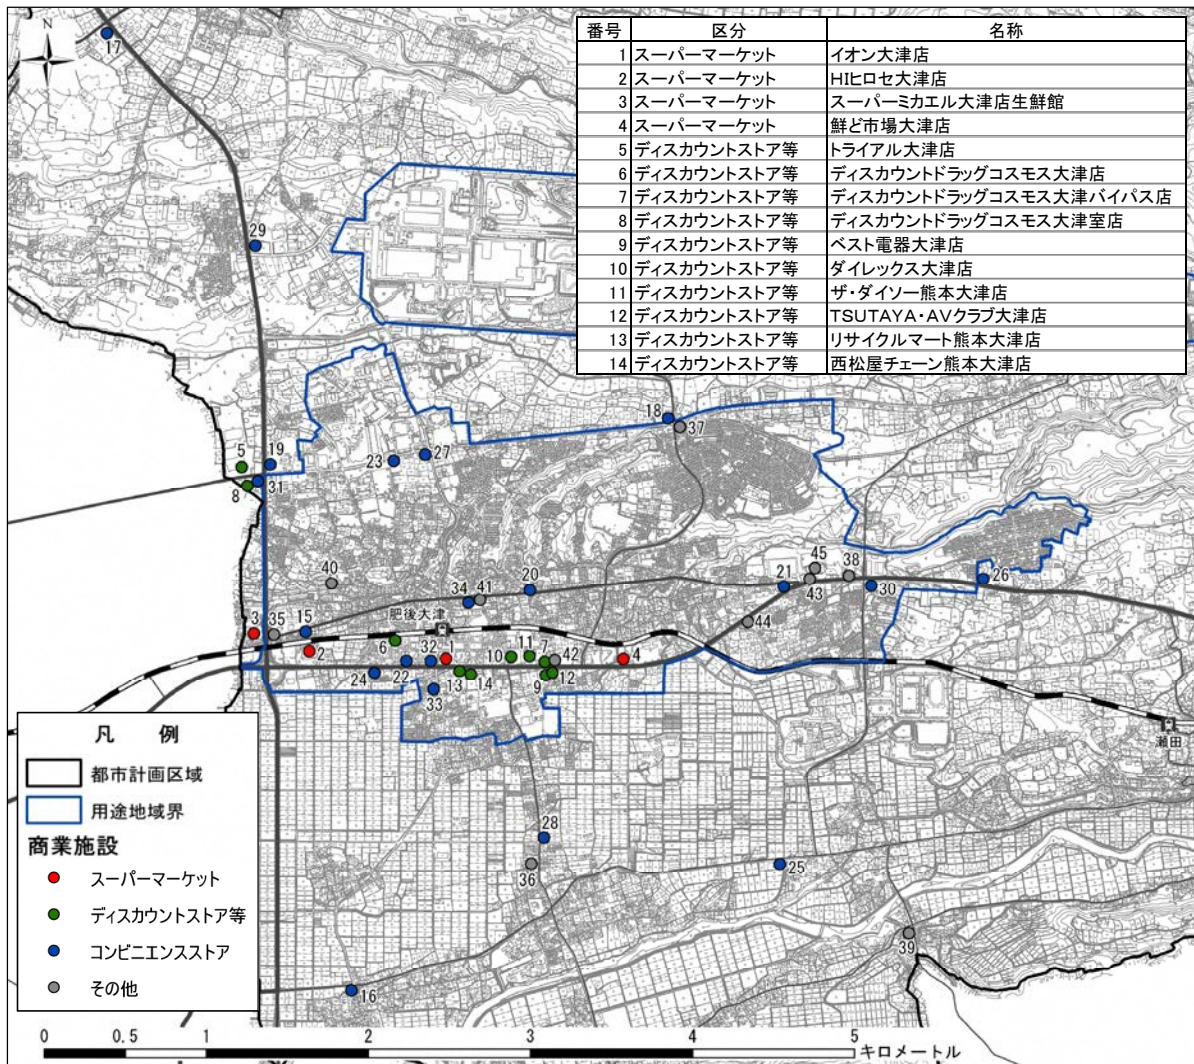 番号 区分 名称
1 スーパーマーケット イオン大津店
2 スーパーマーケット HIヒロセ大津店
3 スーパーマーケット スーパーミカエル大津店生鮮館
4 スーパーマーケット 鮮ど市場大津店
5 ディスカウントストア等 トライアル大津店
6 ディスカウントストア等 ディスカウントドラッグコスモス大津店
7 ディスカウントストア等 ディスカウントドラッグコスモス大津バイパス店
8 ディスカウントストア等 ディスカウントドラッグコスモス大津室店
9 ディスカウントストア等 ベスト電器大津店
10 ディスカウントストア等 ダイレックス大津店
11 ディスカウントストア等 ザ・ダイソー熊本大津店
12 ディスカウントストア等 TSUTAYA・AVクラブ大津店
13 ディスカウントストア等 リサイクルマート熊本大津店
14 ディスカウントストア等 西松屋チェーン熊本大津店
N
17
29
18
37
5
19
23
27
8
31
40
34
41
20
21
45
43
38
30
26
3
35
15
肥後大津
44
2
6
32
1
10
11
7
42
4
24
22
33
13
14
9
12
瀬田
28
36
25
39
16
凡 例
都市計画区域
用途地域界
商業施設
スーパーマーケット
ディスカウントストア等
コンビニエンスストア
その他
0 0.5 1 2 3 4 5
キロメートル